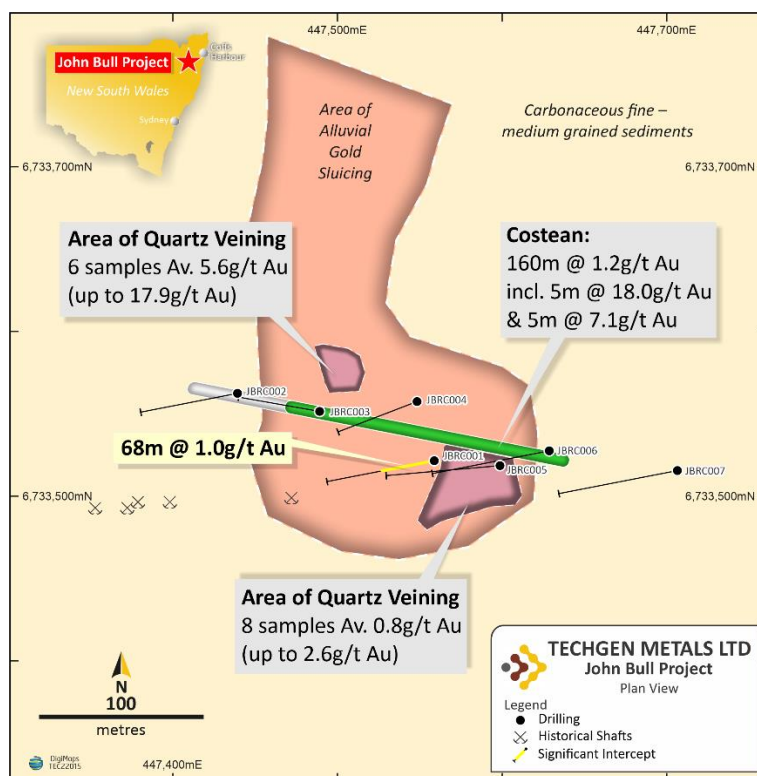 447,500mE
447,700mE
Coffs
Harbour
John Bull Project
New South Wales
Sydney
Area of
Alluvial
Gold
Sluicing
Carbonaceous fine –
medium grained sediments
6,733,700mN
6,733,700mN
Area of Quartz Veining
6 samples Av. 5.6g/t Au
(up to 17.9g/t Au)
Costean:
160m @ 1.2g/t Au
incl. 5m @ 18.0g/t Au
& 5m @ 7.1g/t Au
JBRC002
JBRC003
JBRC004
68m @ 1.0g/t Au
JBRC001
JBRC006
JBRC005
JBRC007
6,733,500mN
6,733,500mN
Area of Quartz Veining
8 samples Av. 0.8g/t Au
(up to 2.6g/t Au)
N
100
metres
TECHGEN METALS LTD
John Bull Project
Plan View
Legend
Drilling
Historical Shafts
Significant Intercept
DigiMaps
TEC22015
447,400mE